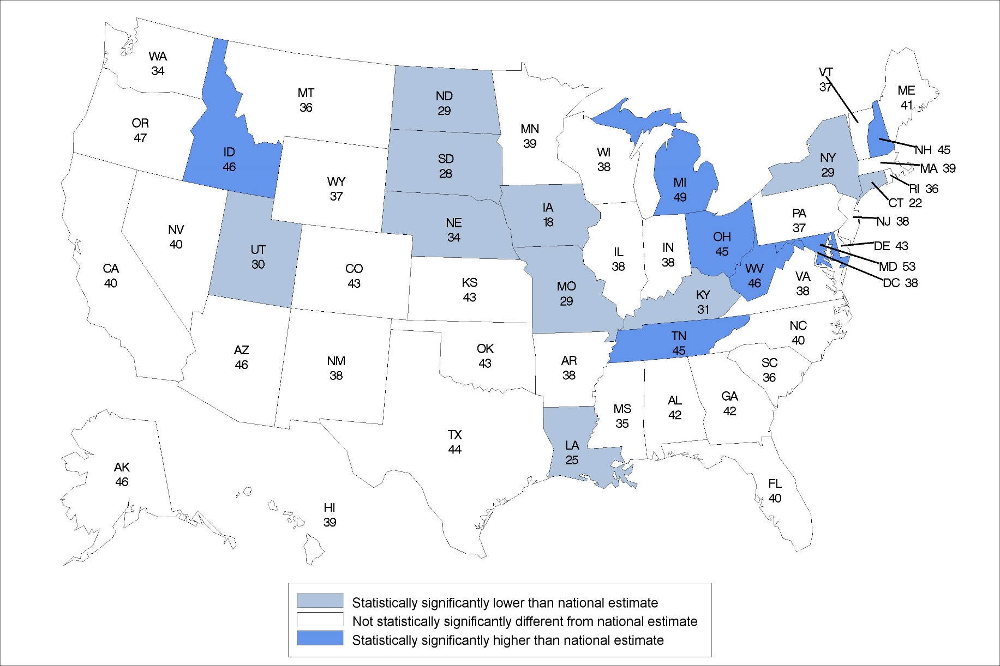 WA
34
MT
36
ND
29
VT
37
ME
41
OR
47
MN
39
ID
46
SD
28
WI
38
NY
29
NH 45
MA 39
WY
37
MI
49
RI 36
CT 22
IA
18
NE
34
PA
37
NJ 38
NV
40
UT
30
OH
45
DE 43
CA
40
CO
43
KS
43
IL
38
IN
38
WV
46
VA
38
MD 53
DC 38
MO
29
KY
31
AZ
46
NM
38
OK
43
AR
38
TN
45
NC
40
SC
36
MS
35
AL
42
GA
42
TX
44
LA
25
AK
46
HI
39
FL
40
Statistically significantly lower than national estimate
Not statistically significantly different from national estimate
Statistically significantly higher than national estimate